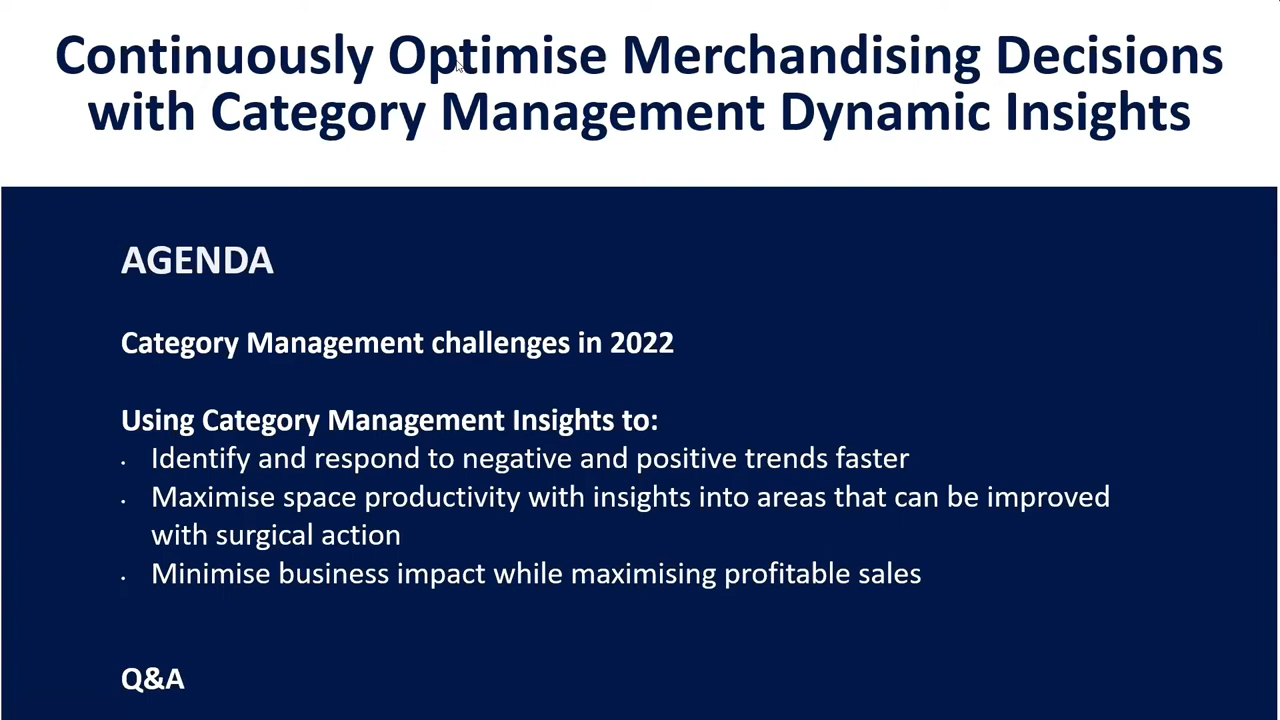 Continuously Optimise Merchandising Decisions
with Category Management Dynamic Insights
AGENDA
Category Management challenges in 2022
Using Category Management Insights to:
· Identify and respond to negative and positive trends faster
· Maximise space productivity with insights into areas that can be improved
with surgical action
· Minimise business impact while maximising profitable sales
Q&A